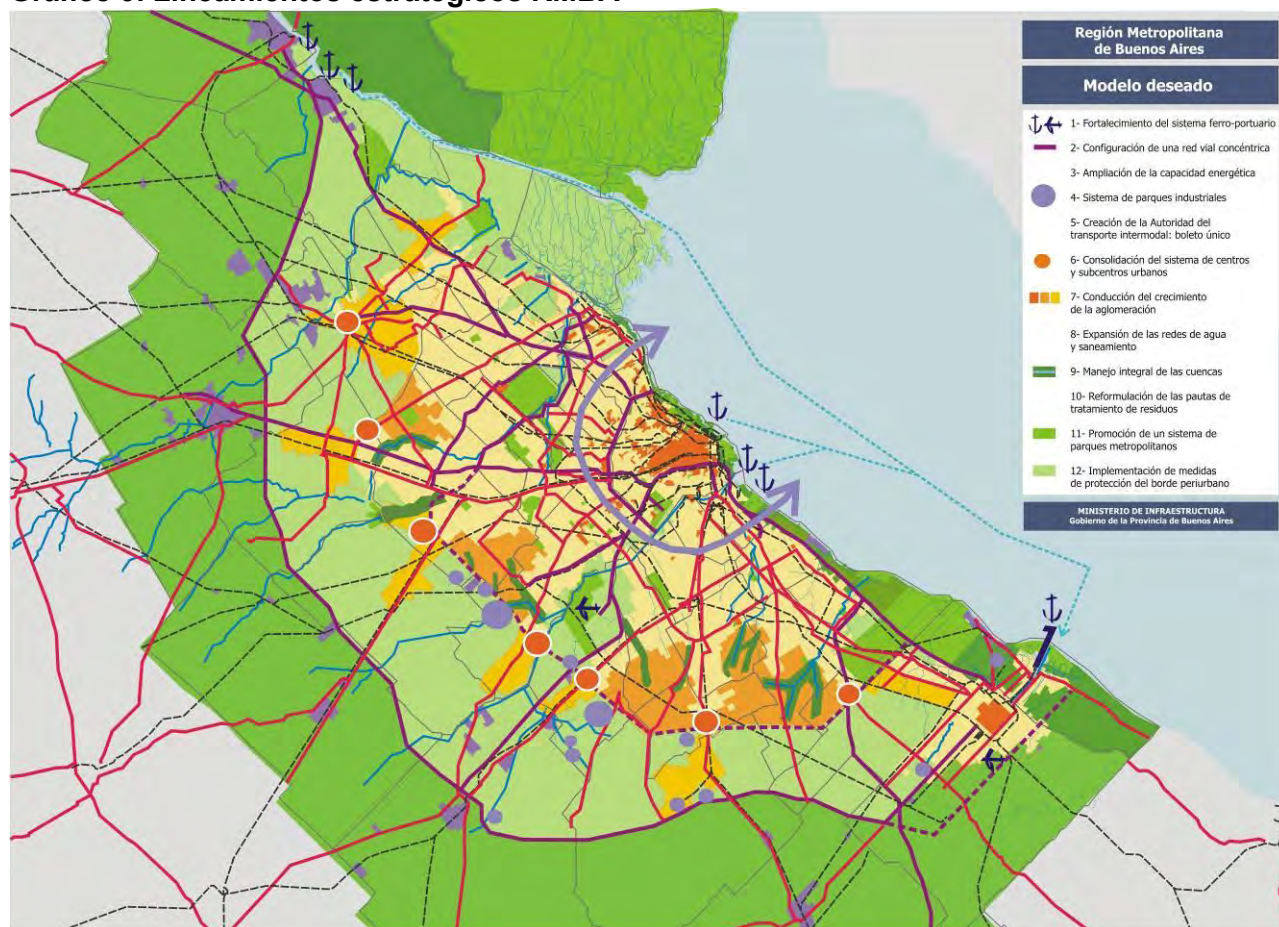 Gráfico 6. Lineamientos estratégicos RMBA
Región Metropolitana
de Buenos Aires
Modelo deseado
1- Fortalecimiento del sistema ferro-portuario
2- Configuración de una red vial concéntrica
3- Ampliación de la capacidad energética
4- Sistema de parques industriales
5- Creación de la Autoridad del
transporte intermodal: boleto único
6- Consolidación del sistema de centros
y subcentros urbanos
7- Conducción del crecimiento
de la aglomeración
8- Expansión de las redes de agua
y saneamiento
9- Manejo integral de las cuencas
10- Reformulación de las pautas de
tratamiento de residuos
11- Promoción de un sistema de
parques metropolitanos
12- Implementación de medidas
de protección del borde periurbano
MINISTERIO DE INFRAESTRUCTURA
Gobierno de la Provincia de Buenos Aires